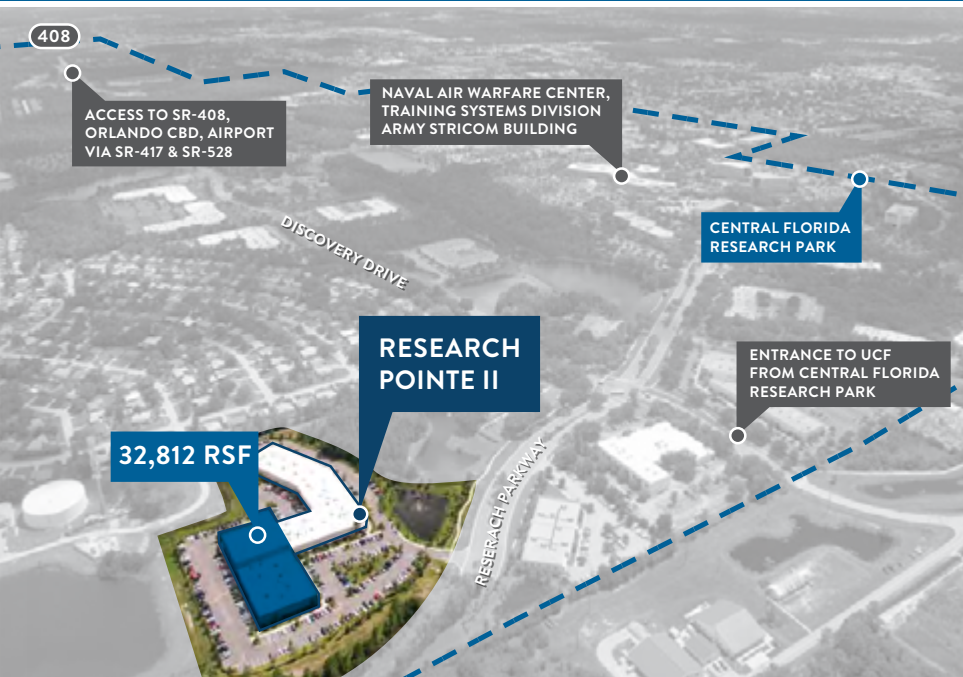 408
ACCESS TO SR-408,
ORLANDO CBD, AIRPORT
VIA SR-417 & SR-528
NAVAL AIR WARFARE CENTER,
TRAINING SYSTEMS DIVISION
ARMY STRICOM BUILDING
CENTRAL FLORIDA
RESEARCH PARK
DISCOVERY DRIVE
RESEARCH
POINTE II
ENTRANCE TO UCF
FROM CENTRAL FLORIDA
RESEARCH PARK
32,812 RSF
RESERACH PARKWAY